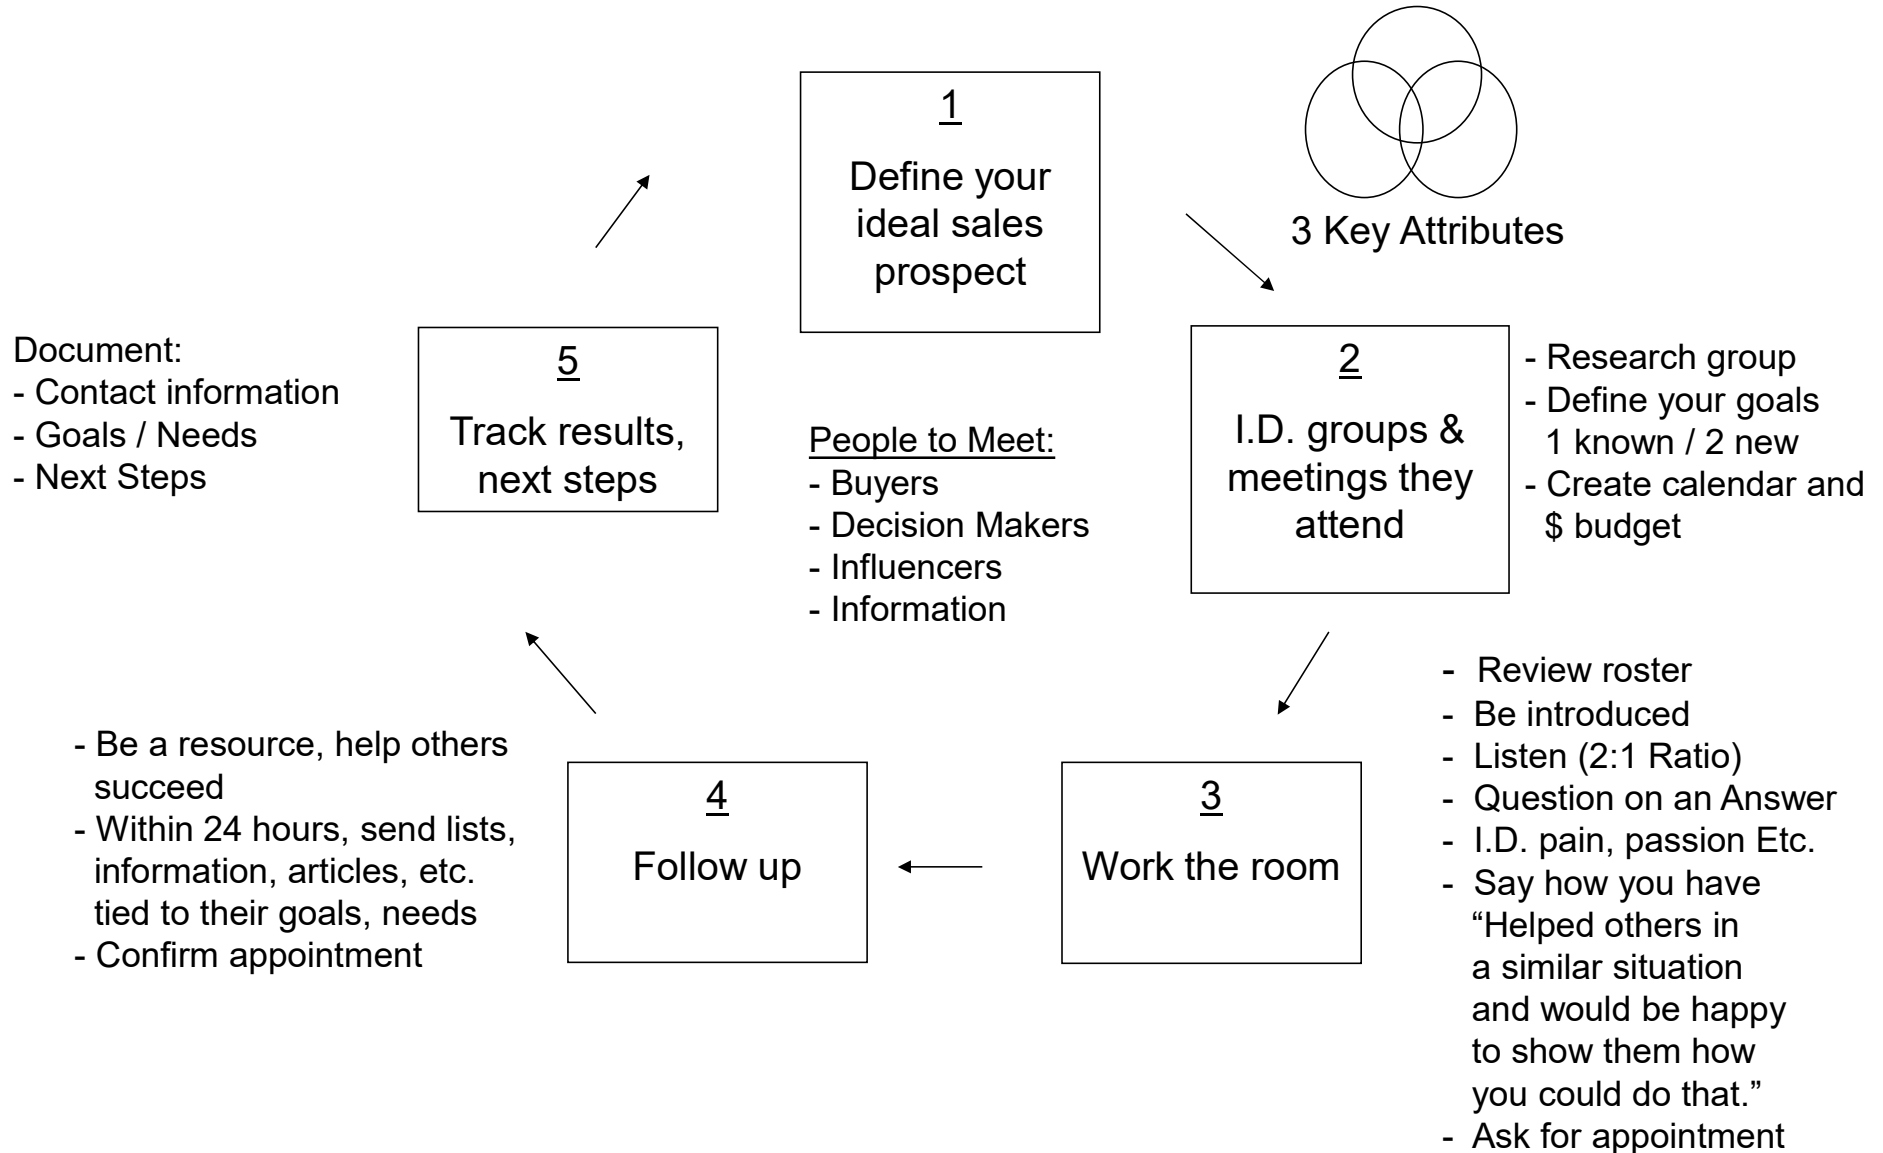 1
Define your
ideal sales
prospect
3 Key Attributes
2
I.D. groups &
meetings they
attend
- Research group
- Define your goals
1 known / 2 new
- Create calendar and
$ budget
3
Work the room
- Review roster
- Be introduced
- Listen (2:1 Ratio)
- Question on an Answer
- I.D. pain, passion Etc.
- Say how you have
“Helped others in
a similar situation
and would be happy
to show them how
you could do that.”
- Ask for appointment
4
Follow up
- Be a resource, help others
succeed
- Within 24 hours, send lists,
information, articles, etc.
tied to their goals, needs
- Confirm appointment
5
Track results,
next steps
Document:
- Contact information
- Goals / Needs
- Next Steps
People to Meet:
- Buyers
- Decision Makers
- Influencers
- Information